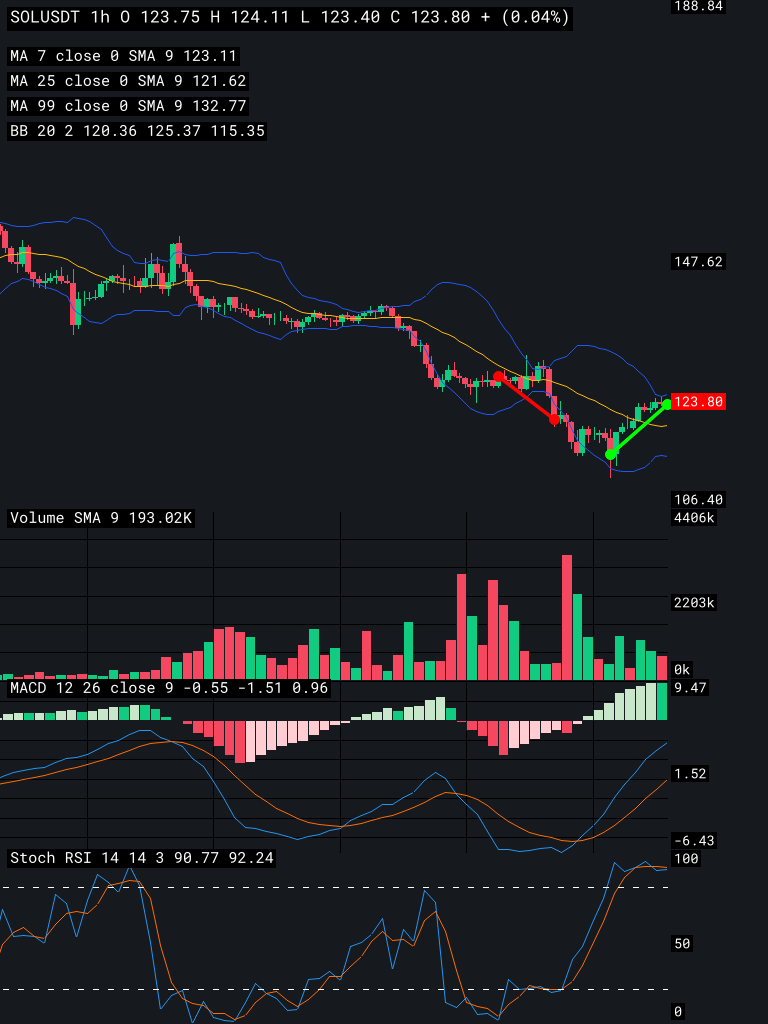 188.84
SOLUSDT 1h O 123.75 H 124.11 L 123.40 C 123.80 + (0.04%)
MA 7 close 0 SMA 9 123.11
MA 25 close 0 SMA 9 121.62
MA 99 close 0 SMA 9 132.77
BB 20 2 120.36 125.37 115.35
147.62
123.80
106.40
Volume SMA 9 193.02K
4406k
2203k
0k
MACD 12 26 close 9 -0.55 -1.51 0.96
9.47
1.52
-6.43
Stoch RSI 14 14 3 90.77 92.24
100
50
0